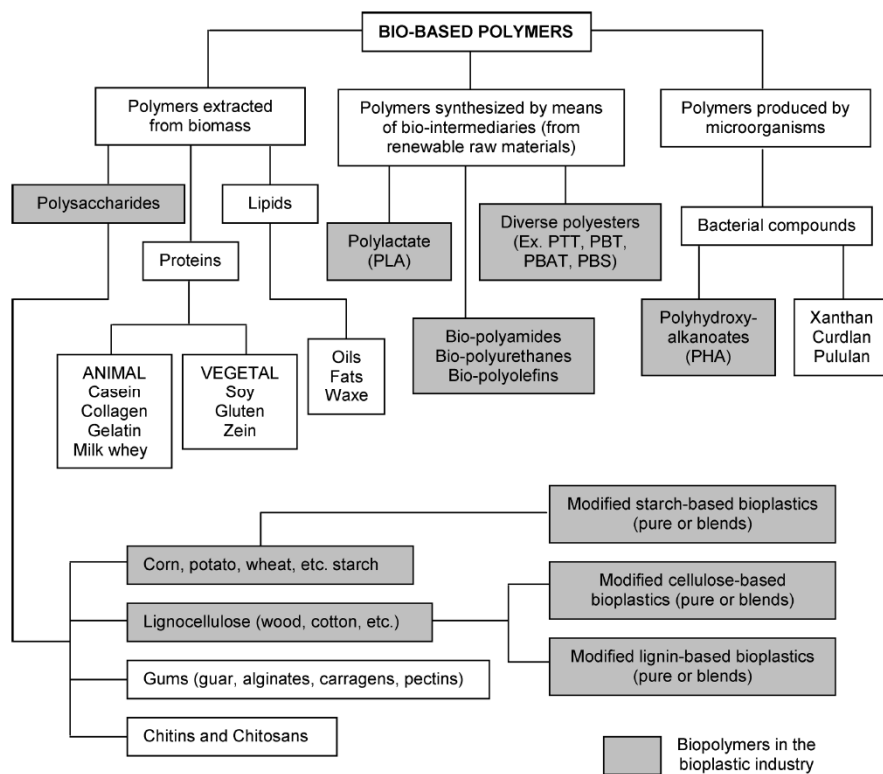 BIO-BASED POLYMERS
Polymers extracted
from biomass
Polymers synthesized by means
of bio-intermediaries (from
renewable raw materials)
Polymers produced by
microorganisms
Polysaccharides
Lipids
Proteins
Polylactate
(PLA)
Diverse polyesters
(Ex. PTT, PBT,
PBAT, PBS)
Bacterial compounds
ANIMAL
Casein
Collagen
Gelatin
Milk whey
VEGETAL
Soy
Gluten
Zein
Oils
Fats
Waxe
Bio-polyamides
Bio-polyurethanes
Bio-polyolefins
Polyhydroxy-
alkanoates
(PHA)
Xanthan
Curdlan
Pululan
Modified starch-based bioplastics
(pure or blends)
Corn, potato, wheat, etc. starch
Modified cellulose-based
bioplastics (pure or blends)
Lignocellulose (wood, cotton, etc.)
Modified lignin-based bioplastics
(pure or blends)
Gums (guar, alginates, carragens, pectins)
Chitins and Chitosans
Biopolymers in the
bioplastic industry